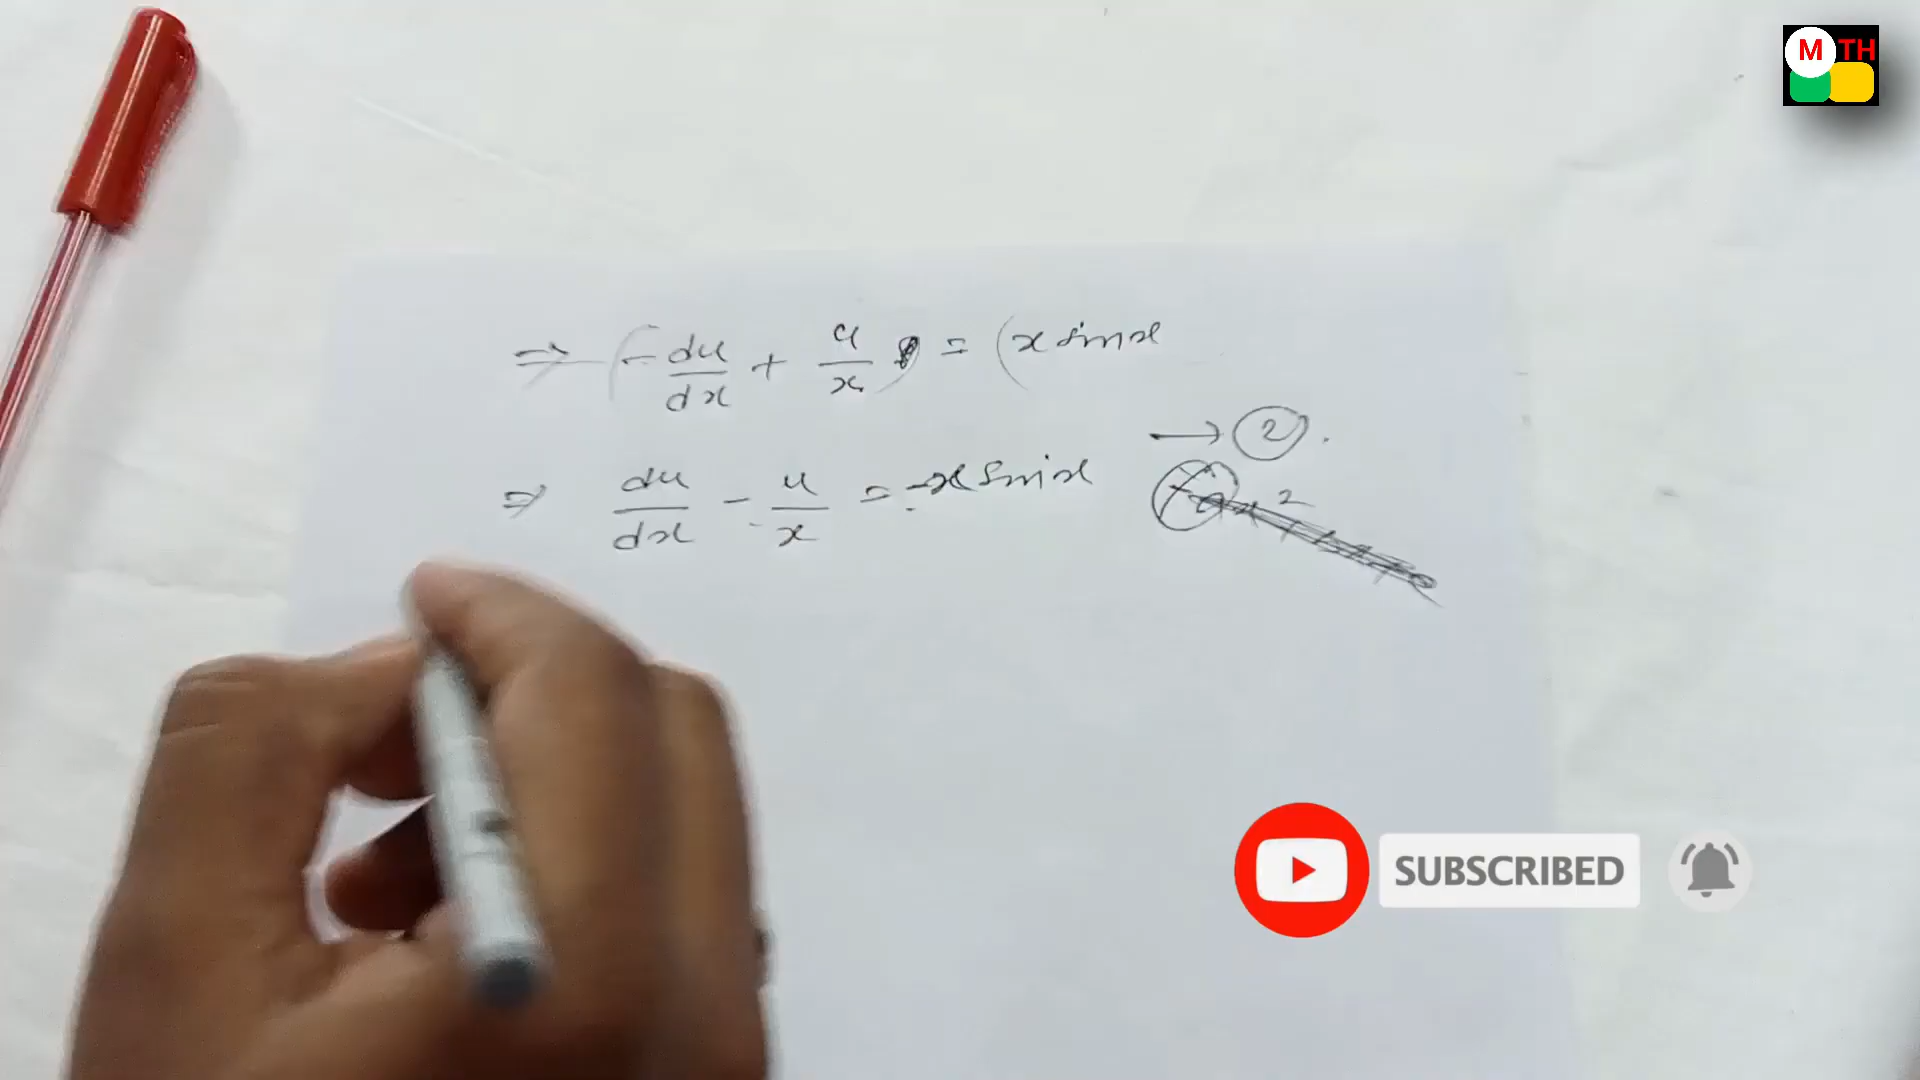 M TH
⇒ (-du/dx + u/x) = (x sinx
→ ②.
⇒ du/dx - u/x = -x sinx
SUBSCRIBED